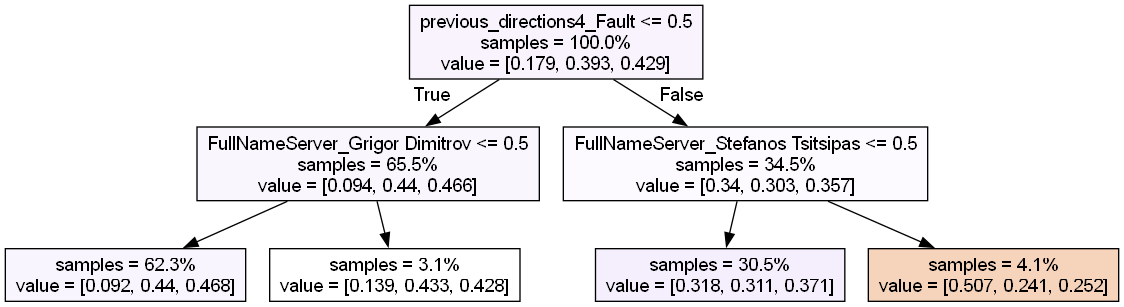 previous_directions4_Fault <= 0.5
samples = 100.0%
value = [0.179, 0.393, 0.429]
True
False
FullNameServer_Grigor Dimitrov <= 0.5
samples = 65.5%
value = [0.094, 0.44, 0.466]
FullNameServer_Stefanos Tsitsipas <= 0.5
samples = 34.5%
value = [0.34, 0.303, 0.357]
samples = 62.3%
value = [0.092, 0.44, 0.468]
samples = 3.1%
value = [0.139, 0.433, 0.428]
samples = 30.5%
value = [0.318, 0.311, 0.371]
samples = 4.1%
value = [0.507, 0.241, 0.252]